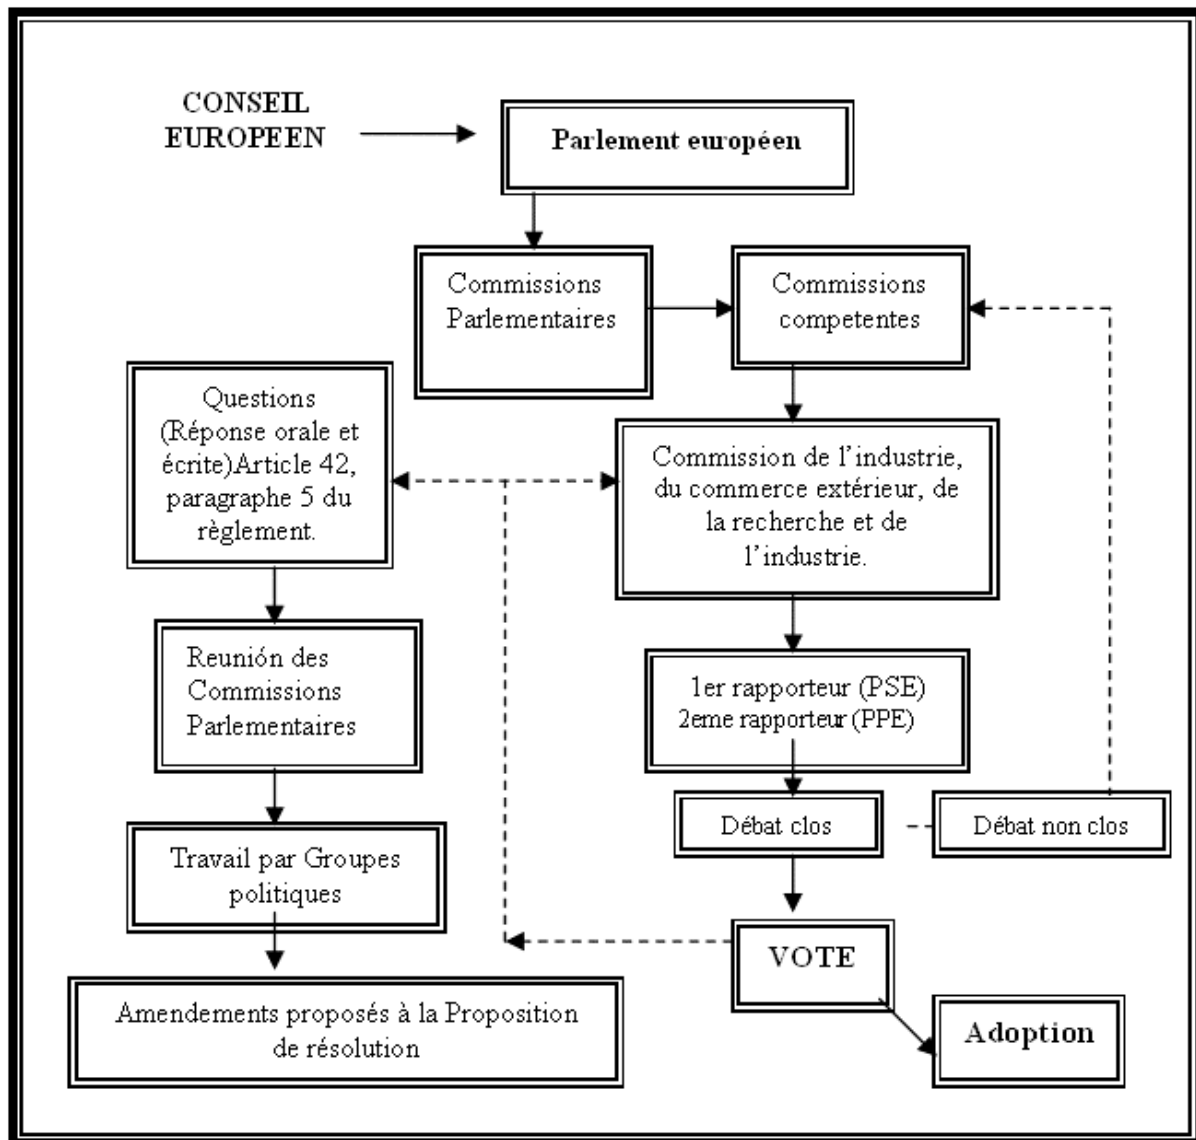 CONSEIL
EUROPEEN
Parlement européen
Commissions
Parlementaires
Commissions
competentes
Questions
(Réponse orale et
écrite)Article 42,
paragraphe 5 du
règlement.
Commission de l'industrie,
du commerce extérieur, de
la recherche et de
l'industrie.
Reunión des
Commissions
Parlementaires
1er rapporteur (PSE)
2eme rapporteur (PPE)
Débat clos
Débat non clos
Travail par Groupes
politiques
VOTE
Amendements proposés à la Proposition
de résolution
Adoption